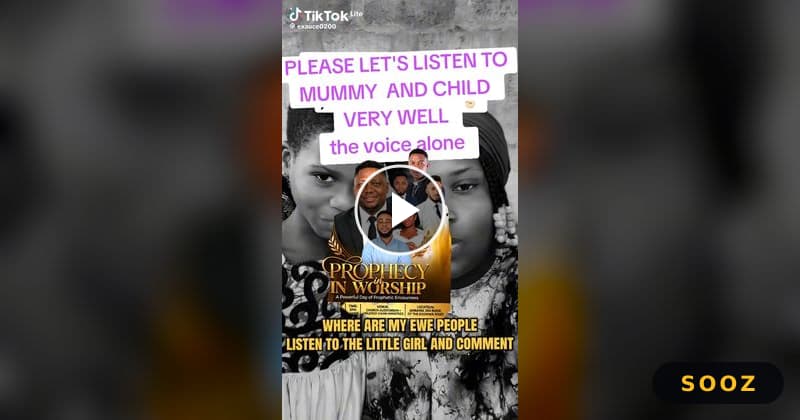 TikTok Lite
@ exauce0200
PLEASE LET'S LISTEN TO
MUMMY AND CHILD
VERY WELL
the voice alone
PROPHECY
IN WORSHIP
A Powerful Day of Prophetic Encounters
WHERE ARE MY EWE PEOPLE
LISTEN TO THE LITTLE GIRL AND COMMENT
SOOZ